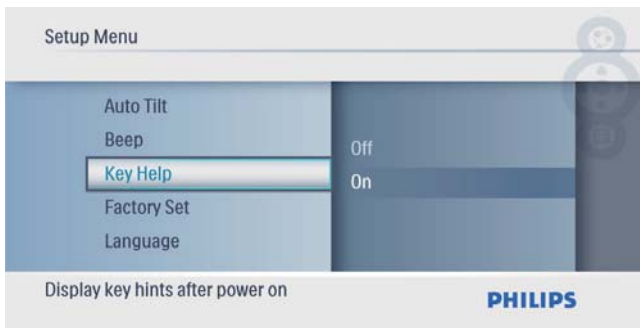 Setup Menu
Auto Tilt
Beep
Key Help
Factory Set
Language
Off
On
Display key hints after power on
PHILIPS